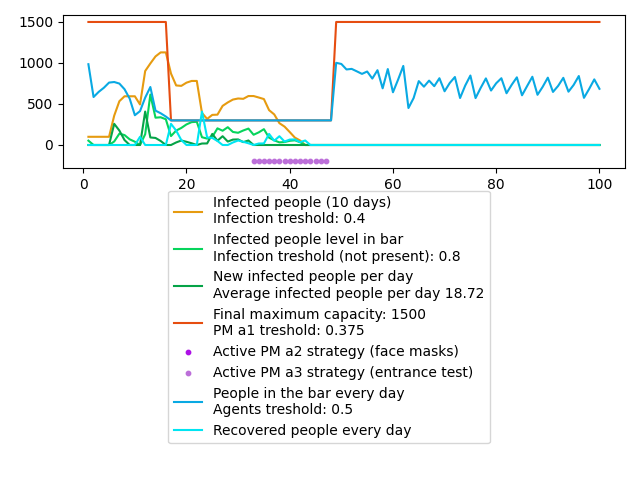 1500
1000
500
0
0 20 40 60 80 100
Infected people (10 days)
Infection treshold: 0.4
Infected people level in bar
Infection treshold (not present): 0.8
New infected people per day
Average infected people per day 18.72
Final maximum capacity: 1500
PM a1 treshold: 0.375
Active PM a2 strategy (face masks)
Active PM a3 strategy (entrance test)
People in the bar every day
Agents treshold: 0.5
Recovered people every day